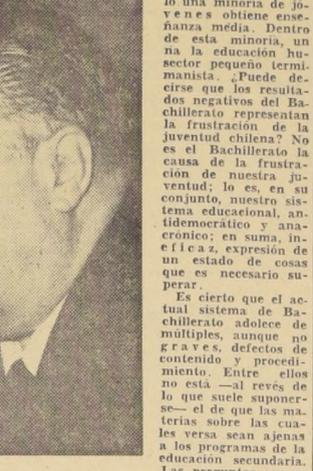 lo una minoría de jó-
venes obtiene ense-
ñanza media. Dentro
de esta minoría, un
ña la educación hu-
sector pequeño termi-
manista. ¿Puede de-
cirse que los resulta-
dos negativos del Ba-
chillerato representan
la frustración de la
juventud chilena? No
es el Bachillerato la
causa de la frustra-
ción de nuestra ju-
ventud; lo es, en su
conjunto, nuestro sis-
tema educacional, an-
tidemocrático y ana-
crónico; en suma, in-
eficaz, expresión de
un estado de cosas
que es necesario su-
perar.
Es cierto que el ac-
tual sistema de Ba-
chillerato adolece de
múltiples, aunque no
graves, defectos de
contenido y procedi-
miento. Entre ellos
no está —al revés de
lo que suele suponer-
se— el de que las ma-
terias sobre las cua-
les versa sean ajenas
a los programas de la
educación secundaria.